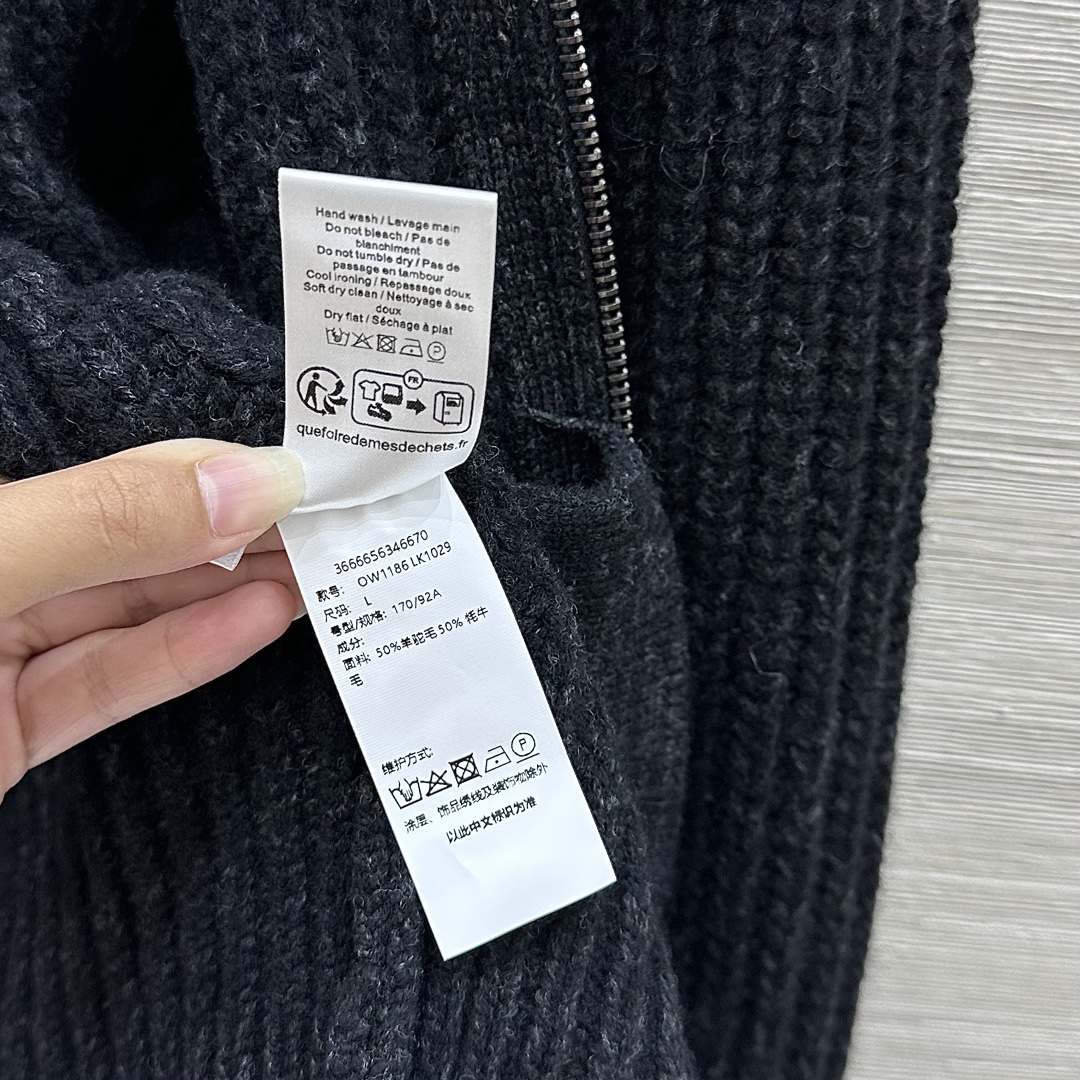 Hand wash / Lavage main
Do not bleach / Pas de
blanchiment
Do not tumble dry / Pas de
passage en tambour
Cool ironing / Repassage doux
Soft dry clean / Nettoyage à sec
doux
Dry flat / Séchage à plat
P
FR
quefairedemesdechets.fr
3666656346670
款号: OW1186 LK1029
尺码: L
号型/规格: 170/92A
成分:
面料: 50%羊驼毛50% 牦牛
毛
维护方式:
P
涂层、饰品绣线及装饰物除外
以此中文标识为准